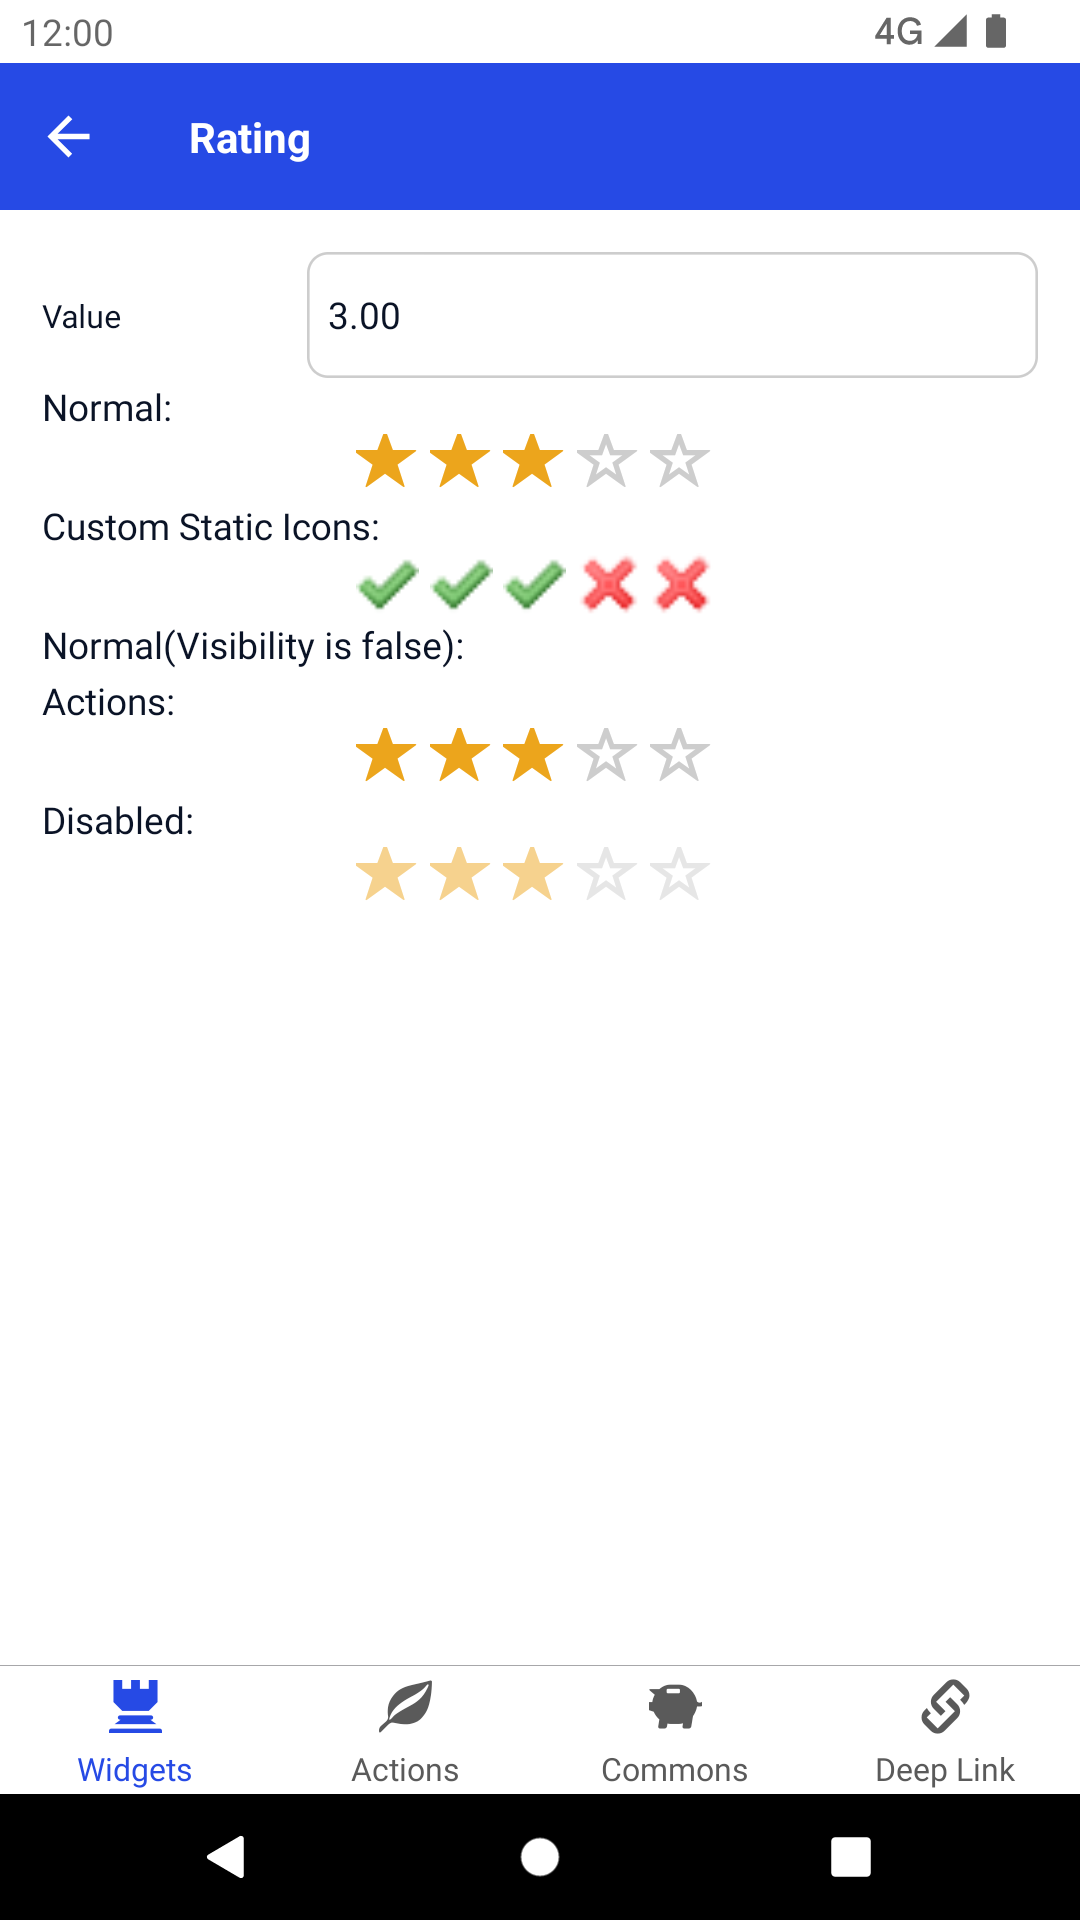 12:00 4G
Rating
Value 3.00
Normal:
Custom Static Icons:
Normal(Visibility is false):
Actions:
Disabled:
Widgets Actions Commons Deep Link